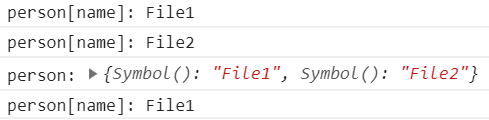 person[name]: File1
person[name]: File2
person: ▶{Symbol(): "File1", Symbol(): "File2"}
person[name]: File1